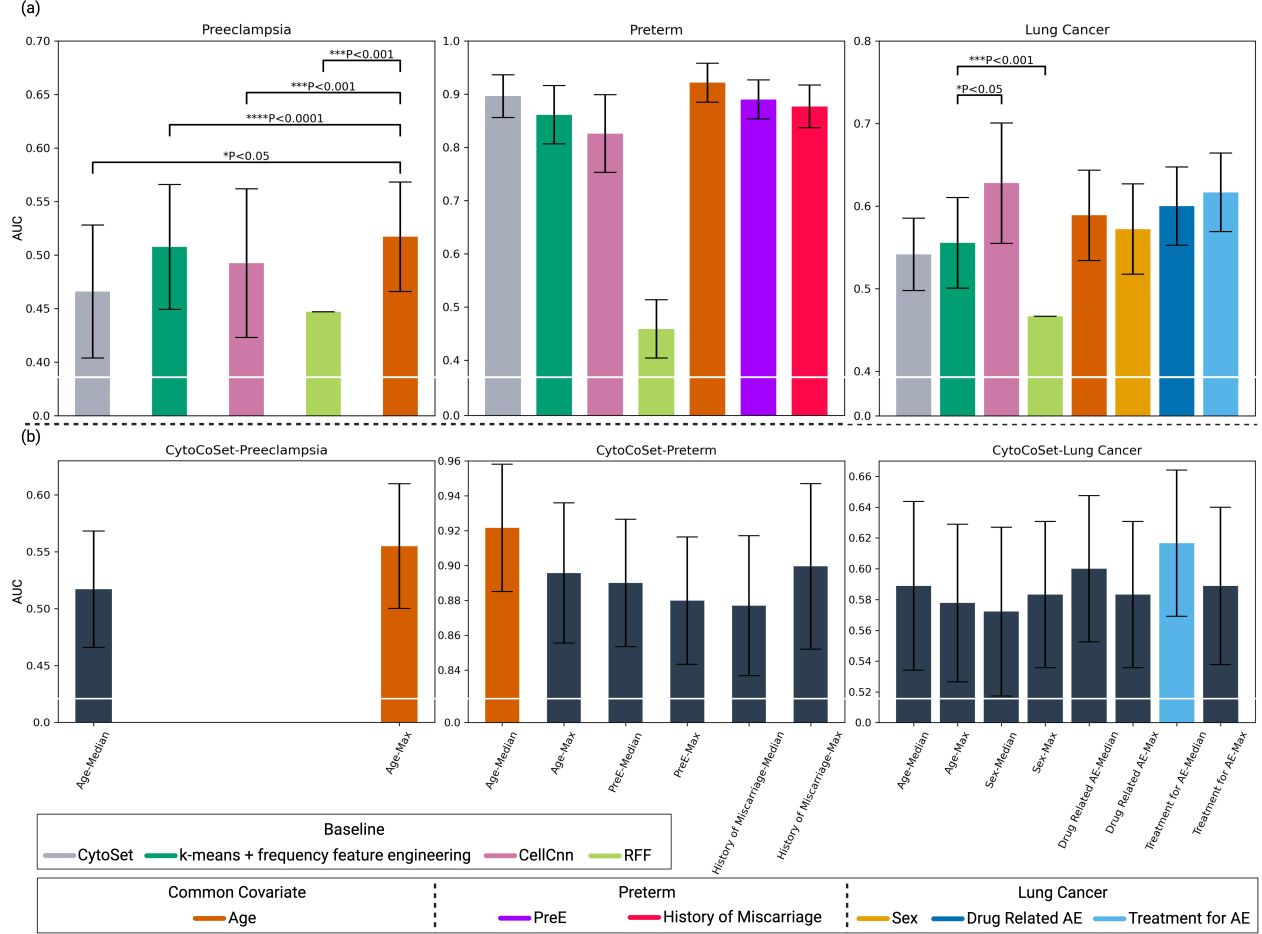 (a)
Preeclampsia
Preterm
Lung Cancer
AUC
0.70
0.65
0.60
0.55
0.50
0.45
0.40
0.0
***P<0.001
***P<0.001
****P<0.0001
*P<0.05
1.0
0.9
0.8
0.7
0.6
0.5
0.4
0.0
0.8
0.7
0.6
0.5
0.4
0.0
***P<0.001
*P<0.05
(b)
CytoCoSet-Preeclampsia
CytoCoSet-Preterm
CytoCoSet-Lung Cancer
AUC
0.60
0.55
0.50
0.45
0.0
Age-Median
Age-Max
0.96
0.94
0.92
0.90
0.88
0.86
0.84
0.0
Age-Median
Age-Max
PreE-Median
PreE-Max
History of Miscarriage-Median
History of Miscarriage-Max
0.66
0.64
0.62
0.60
0.58
0.56
0.54
0.52
0.0
Age-Median
Age-Max
Sex-Median
Sex-Max
Drug Related AE-Median
Drug Related AE-Max
Treatment for AE-Median
Treatment for AE-Max
Baseline
CytoSet k-means + frequency feature engineering CellCnn RFF
Common Covariate
Age
Preterm
PreE History of Miscarriage
Lung Cancer
Sex Drug Related AE Treatment for AE